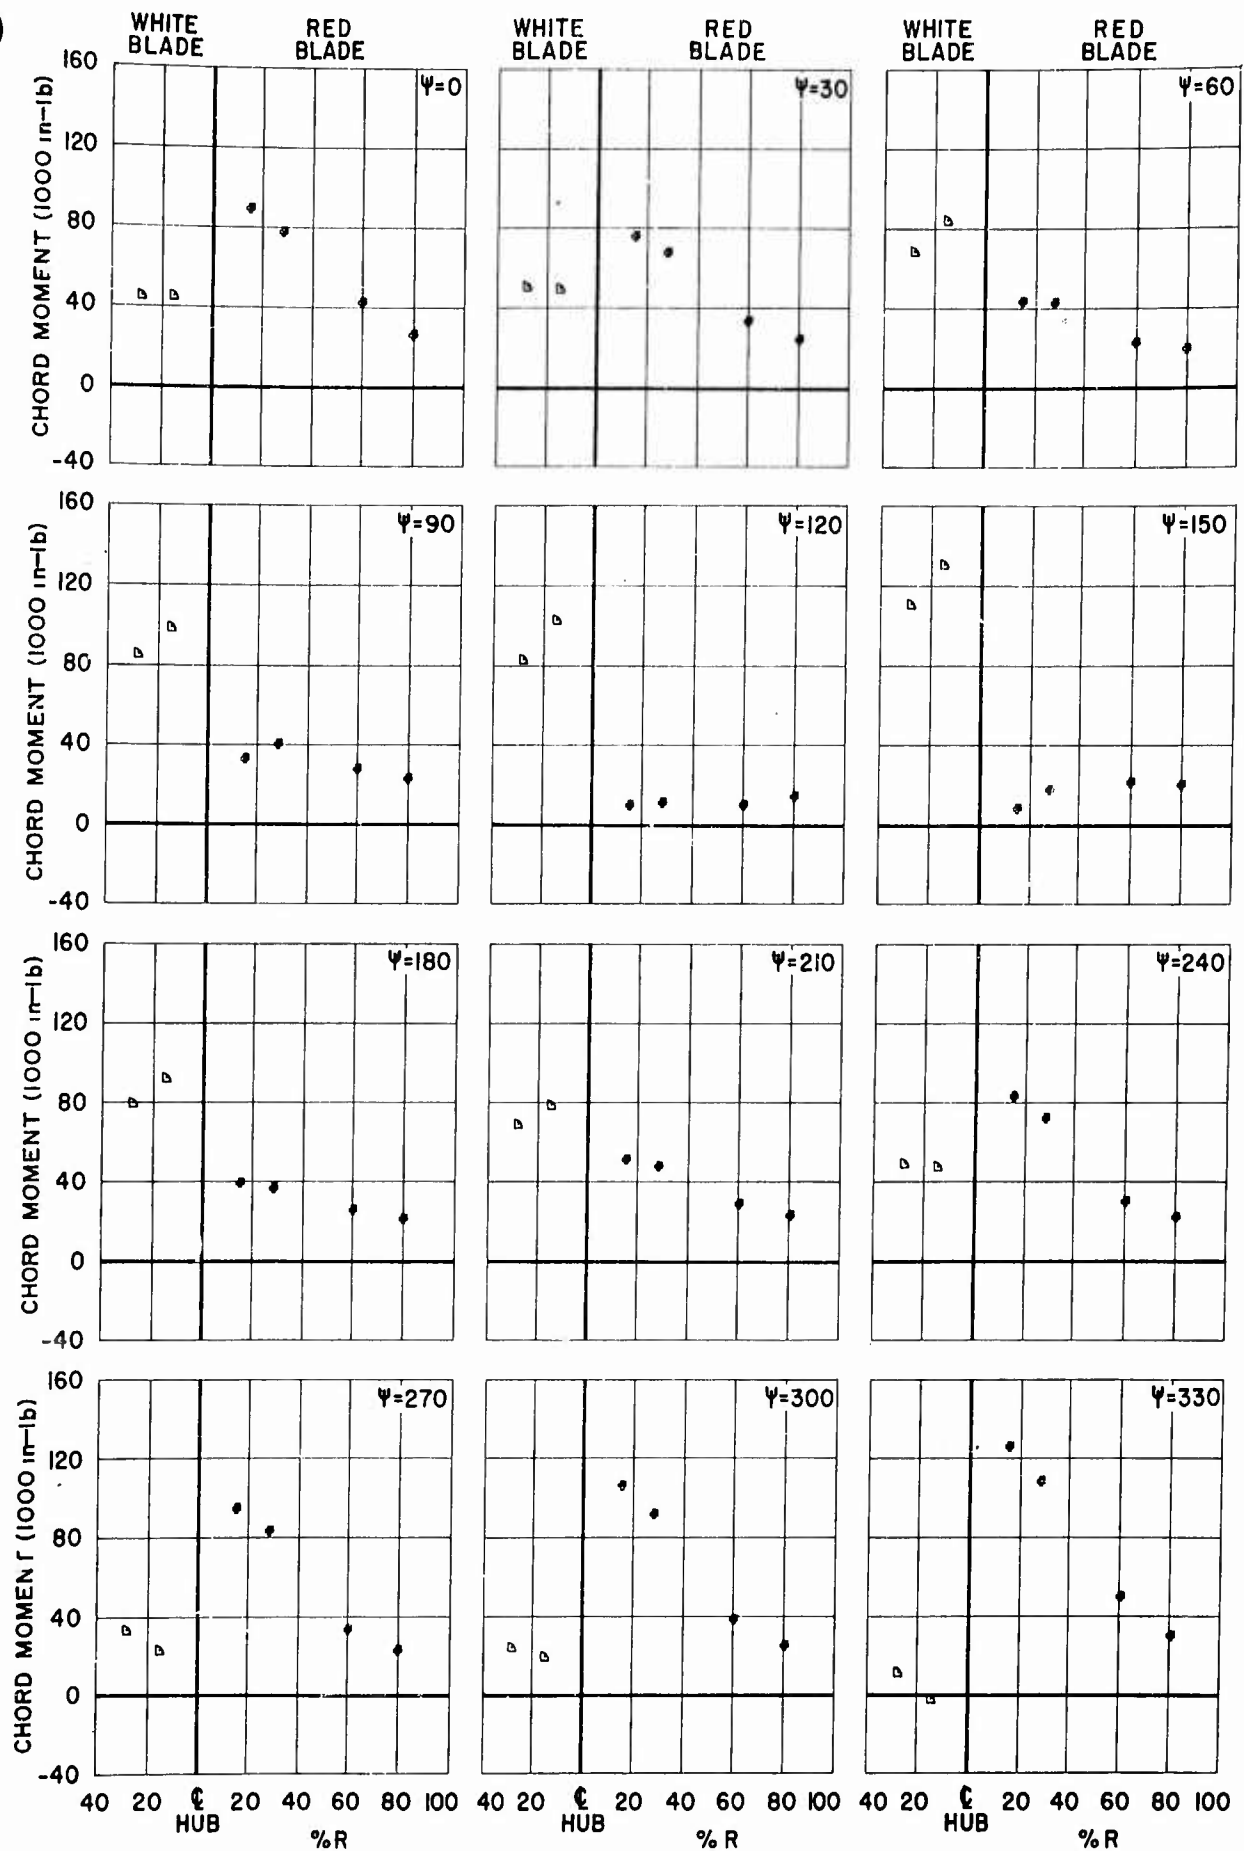 WHITE BLADE RED BLADE WHITE BLADE RED BLADE WHITE BLADE RED BLADE
CHORD MOMENT (1000 in-lb)
160
120
80
40
0
-40
Ψ=0
Ψ=30
Ψ=60
CHORD MOMENT (1000 in-lb)
160
120
80
40
0
-40
Ψ=90
Ψ=120
Ψ=150
CHORD MOMENT (1000 in-lb)
160
120
80
40
0
-40
Ψ=180
Ψ=210
Ψ=240
CHORD MOMENT (1000 in-lb)
160
120
80
40
0
-40
Ψ=270
Ψ=300
Ψ=330
40 20 ℄ 20 40 60 80 100 40 20 ℄ 20 40 60 80 100 40 20 ℄ 20 40 60 80 100
HUB HUB HUB
%R %R %R